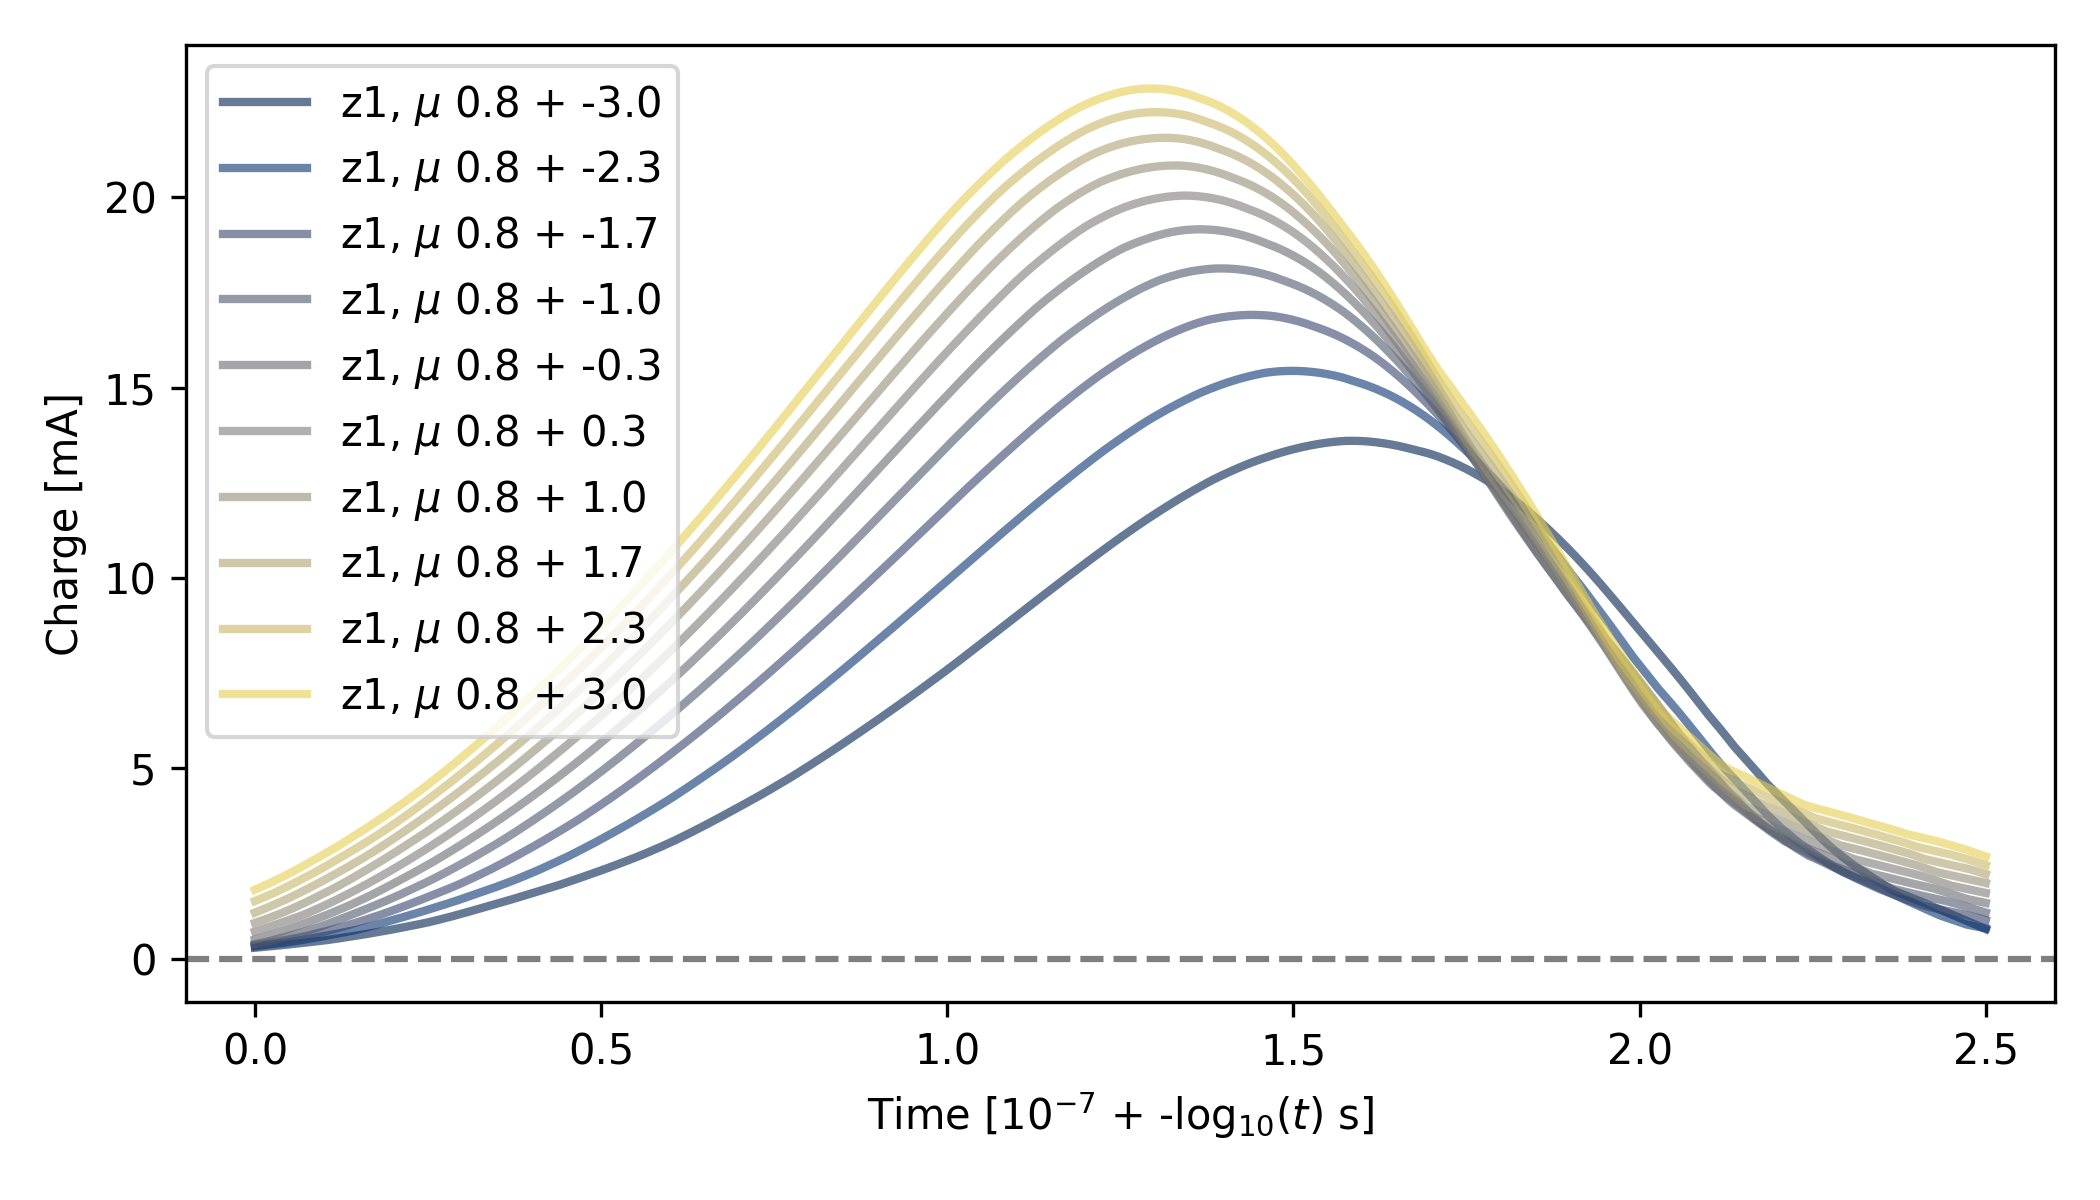 z1, μ 0.8 + -3.0
z1, μ 0.8 + -2.3
z1, μ 0.8 + -1.7
z1, μ 0.8 + -1.0
z1, μ 0.8 + -0.3
z1, μ 0.8 + 0.3
z1, μ 0.8 + 1.0
z1, μ 0.8 + 1.7
z1, μ 0.8 + 2.3
z1, μ 0.8 + 3.0
20
15
10
5
0
Charge [mA]
0.0 0.5 1.0 1.5 2.0 2.5
Time [10⁻⁷ + -log₁₀(t) s]